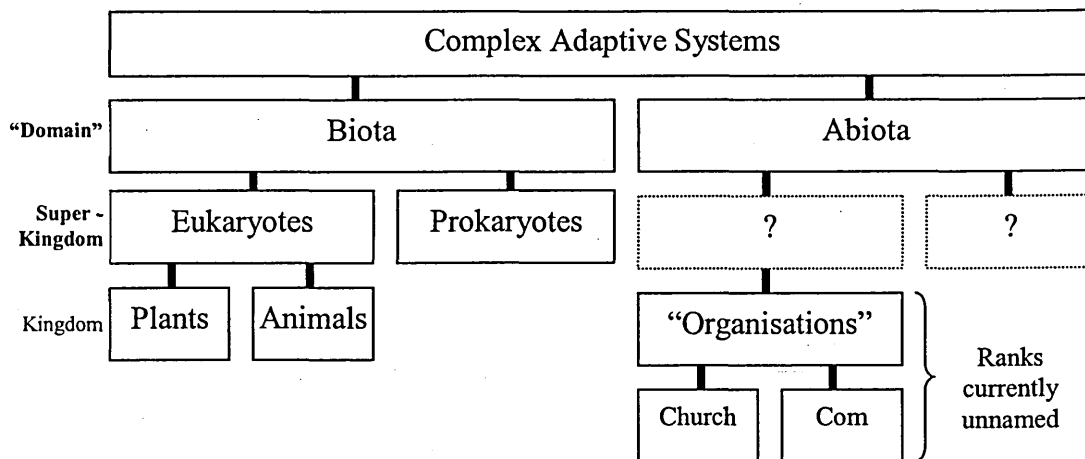 Complex Adaptive Systems
“Domain”
Biota
Abiota
Super -
Kingdom
Eukaryotes
Prokaryotes
?
?
Kingdom
Plants
Animals
“Organisations”
Ranks
currently
unnamed
Church
Com